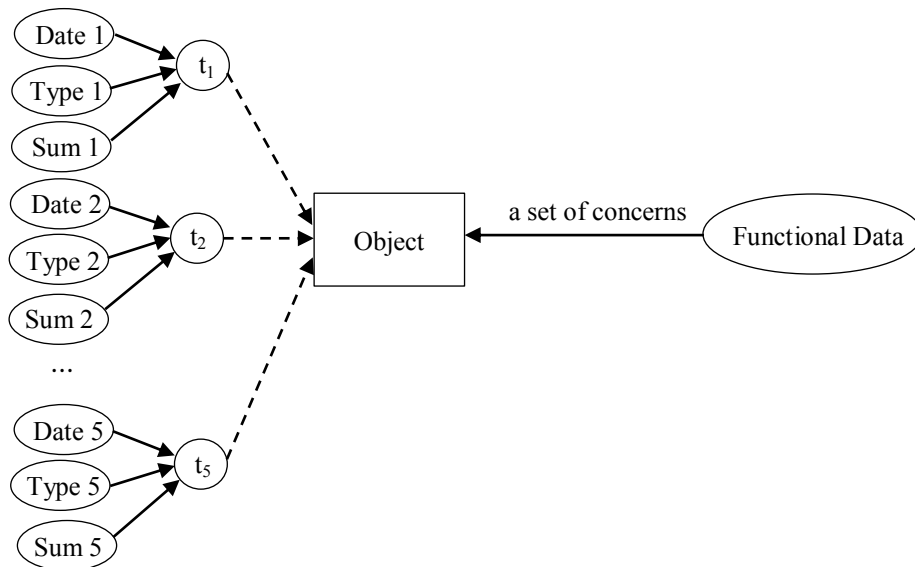 Date 1
Type 1
Sum 1
t₁
Date 2
Type 2
Sum 2
t₂
...
Date 5
Type 5
Sum 5
t₅
Object
a set of concerns
Functional Data